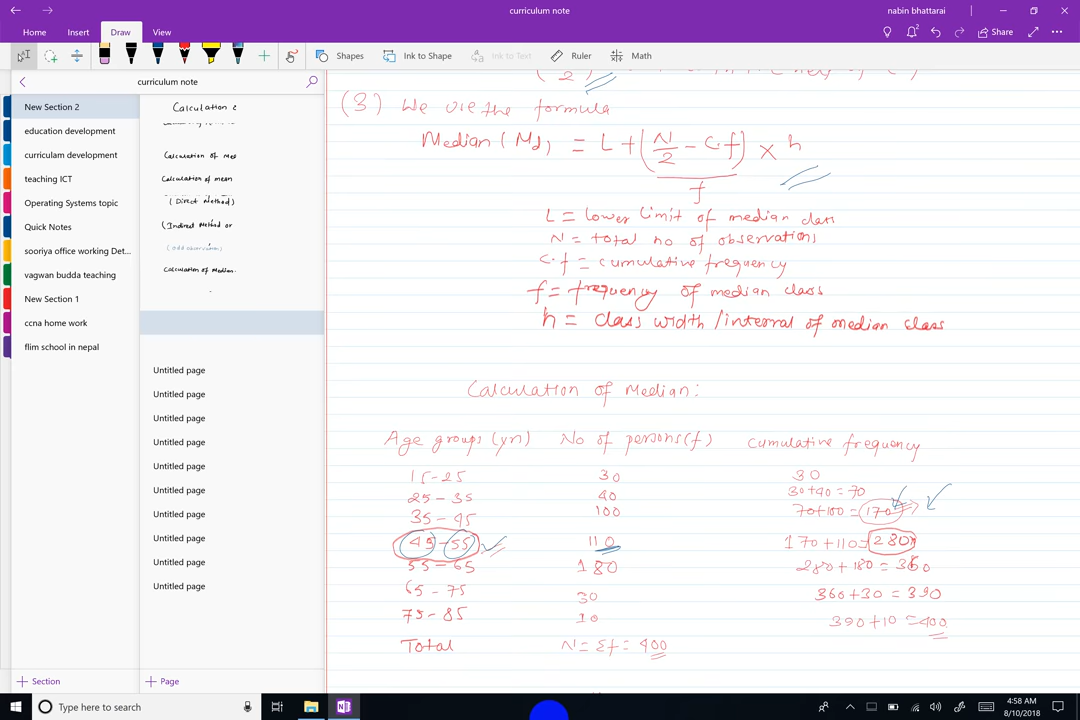 curriculum note
nabin bhattarai
Home Insert Draw View
Share
Shapes Ink to Shape Ink to Text Ruler Math
curriculum note
New Section 2
education development
curriculam development
teaching ICT
Operating Systems topic
Quick Notes
sooriya office working Det...
vagwan budda teaching
New Section 1
ccna home work
flim school in nepal
Calculation
Calculation of Med
Calculation of mean
(Direct Method)
(Indirect Method or
(odd observation)
Calculation of Median.
Untitled page
Untitled page
Untitled page
Untitled page
Untitled page
Untitled page
Untitled page
Untitled page
Untitled page
Untitled page
+ Section
+ Page
(3) We use the formula
Median (Md) = L + (N/2 - C.f) / f × h
L = lower limit of median class
N = total no of observations
C.f = cumulative frequency
f = frequency of median class
h = class width /interval of median class
Calculation of Median:
Age groups (yrs) No of persons(f) Cumulative frequency
15-25 30 30
25-35 40 30+40=70
35-45 100 70+100=170
45-55 110 170+110=280
55-65 180 280+180=360
65-75 30 360+30=390
75-85 10 390+10=400
Total N=Σf=400
Type here to search
4:58 AM
8/10/2018